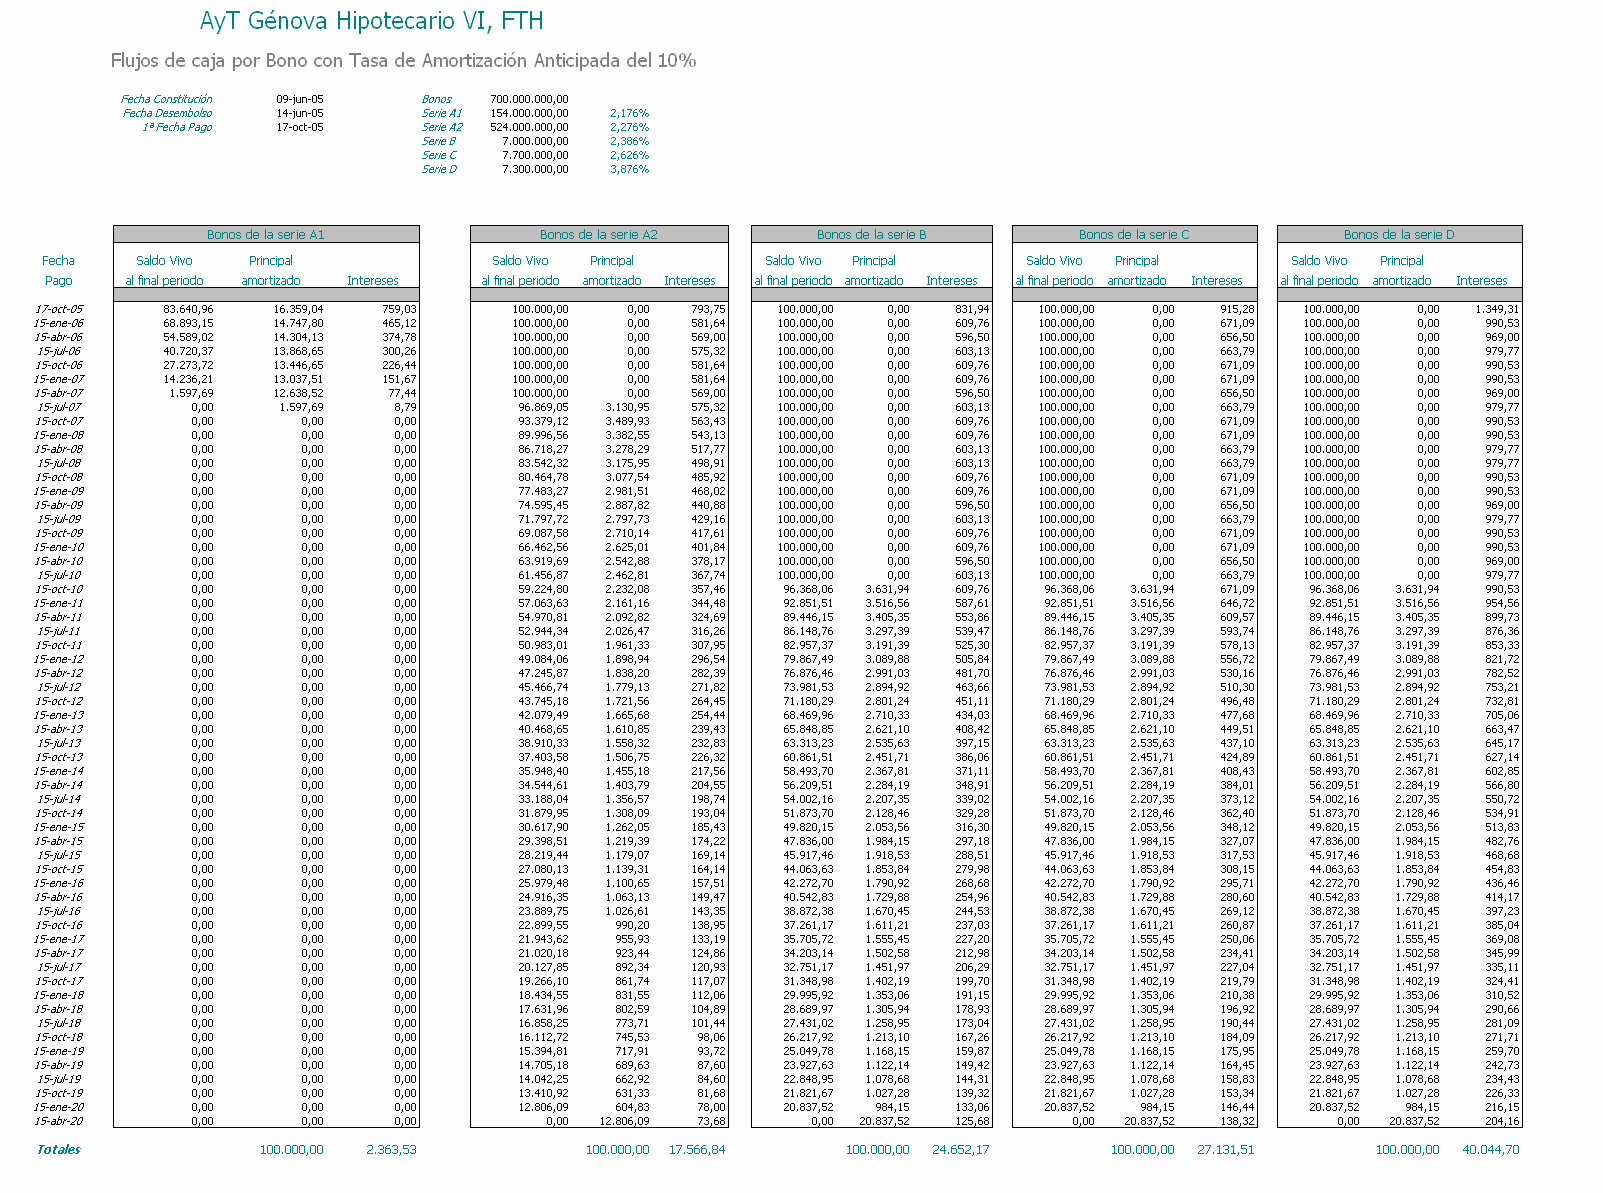 AyT Génova Hipotecario VI, FTH
Flujos de caja por Bono con Tasa de Amortización Anticipada del 10%
Fecha Constitución 09-jun-05 Bonos 700.000.000,00
Fecha Desembolso 14-jun-05 Serie A1 154.000.000,00 2,176%
1ª Fecha Pago 17-oct-05 Serie A2 524.000.000,00 2,276%
Serie B 7.000.000,00 2,386%
Serie C 7.700.000,00 2,626%
Serie D 7.300.000,00 3,876%
Bonos de la serie A1 Bonos de la serie A2 Bonos de la serie B Bonos de la serie C Bonos de la serie D
Fecha Saldo Vivo Principal Saldo Vivo Principal Saldo Vivo Principal Saldo Vivo Principal Saldo Vivo Principal
Pago al final periodo amortizado Intereses al final periodo amortizado Intereses al final periodo amortizado Intereses al final periodo amortizado Intereses al final periodo amortizado Intereses
17-oct-05 83.640,96 16.359,04 759,03 100.000,00 0,00 793,75 100.000,00 0,00 831,94 100.000,00 0,00 915,28 100.000,00 0,00 1.349,31
15-ene-06 68.893,15 14.747,80 465,12 100.000,00 0,00 581,64 100.000,00 0,00 609,76 100.000,00 0,00 671,09 100.000,00 0,00 990,53
15-abr-06 54.589,02 14.304,13 374,78 100.000,00 0,00 569,00 100.000,00 0,00 596,50 100.000,00 0,00 656,50 100.000,00 0,00 969,00
15-jul-06 40.720,37 13.868,65 300,26 100.000,00 0,00 575,32 100.000,00 0,00 603,13 100.000,00 0,00 663,79 100.000,00 0,00 979,77
15-oct-06 27.273,72 13.446,65 226,44 100.000,00 0,00 581,64 100.000,00 0,00 609,76 100.000,00 0,00 671,09 100.000,00 0,00 990,53
15-ene-07 14.236,21 13.037,51 151,67 100.000,00 0,00 581,64 100.000,00 0,00 609,76 100.000,00 0,00 671,09 100.000,00 0,00 990,53
15-abr-07 1.597,69 12.638,52 77,44 100.000,00 0,00 569,00 100.000,00 0,00 596,50 100.000,00 0,00 656,50 100.000,00 0,00 969,00
15-jul-07 0,00 1.597,69 8,79 96.869,05 3.130,95 575,32 100.000,00 0,00 603,13 100.000,00 0,00 663,79 100.000,00 0,00 979,77
15-oct-07 0,00 0,00 0,00 93.379,12 3.489,93 563,43 100.000,00 0,00 609,76 100.000,00 0,00 671,09 100.000,00 0,00 990,53
15-ene-08 0,00 0,00 0,00 89.996,56 3.382,55 543,13 100.000,00 0,00 609,76 100.000,00 0,00 671,09 100.000,00 0,00 990,53
15-abr-08 0,00 0,00 0,00 86.718,27 3.278,29 517,77 100.000,00 0,00 603,13 100.000,00 0,00 663,79 100.000,00 0,00 979,77
15-jul-08 0,00 0,00 0,00 83.542,32 3.175,95 498,91 100.000,00 0,00 603,13 100.000,00 0,00 663,79 100.000,00 0,00 979,77
15-oct-08 0,00 0,00 0,00 80.464,78 3.077,54 485,92 100.000,00 0,00 609,76 100.000,00 0,00 671,09 100.000,00 0,00 990,53
15-ene-09 0,00 0,00 0,00 77.483,27 2.981,51 468,02 100.000,00 0,00 609,76 100.000,00 0,00 671,09 100.000,00 0,00 990,53
15-abr-09 0,00 0,00 0,00 74.595,45 2.887,82 440,88 100.000,00 0,00 596,50 100.000,00 0,00 656,50 100.000,00 0,00 969,00
15-jul-09 0,00 0,00 0,00 71.797,72 2.797,73 429,16 100.000,00 0,00 603,13 100.000,00 0,00 663,79 100.000,00 0,00 979,77
15-oct-09 0,00 0,00 0,00 69.087,58 2.710,14 417,61 100.000,00 0,00 609,76 100.000,00 0,00 671,09 100.000,00 0,00 990,53
15-ene-10 0,00 0,00 0,00 66.462,56 2.625,01 401,84 100.000,00 0,00 609,76 100.000,00 0,00 671,09 100.000,00 0,00 990,53
15-abr-10 0,00 0,00 0,00 63.919,69 2.542,88 378,17 100.000,00 0,00 596,50 100.000,00 0,00 656,50 100.000,00 0,00 969,00
15-jul-10 0,00 0,00 0,00 61.456,87 2.462,81 367,74 100.000,00 0,00 603,13 100.000,00 0,00 663,79 100.000,00 0,00 979,77
15-oct-10 0,00 0,00 0,00 59.224,80 2.232,08 357,46 96.368,06 3.631,94 609,76 96.368,06 3.631,94 671,09 96.368,06 3.631,94 990,53
15-ene-11 0,00 0,00 0,00 57.063,63 2.161,16 344,48 92.851,51 3.516,56 587,61 92.851,51 3.516,56 646,72 92.851,51 3.516,56 954,56
15-abr-11 0,00 0,00 0,00 54.970,81 2.092,82 324,69 89.446,15 3.405,35 553,86 89.446,15 3.405,35 609,57 89.446,15 3.405,35 899,73
15-jul-11 0,00 0,00 0,00 52.944,34 2.026,47 316,26 86.148,76 3.297,39 539,47 86.148,76 3.297,39 593,74 86.148,76 3.297,39 876,36
15-oct-11 0,00 0,00 0,00 50.983,01 1.961,33 307,95 82.957,37 3.191,39 525,30 82.957,37 3.191,39 578,13 82.957,37 3.191,39 853,33
15-ene-12 0,00 0,00 0,00 49.084,06 1.898,94 296,54 79.867,49 3.089,88 505,84 79.867,49 3.089,88 556,72 79.867,49 3.089,88 821,72
15-abr-12 0,00 0,00 0,00 47.245,87 1.838,20 282,39 76.876,46 2.991,03 481,70 76.876,46 2.991,03 530,16 76.876,46 2.991,03 782,52
15-jul-12 0,00 0,00 0,00 45.466,74 1.779,13 271,82 73.981,53 2.894,92 463,66 73.981,53 2.894,92 510,30 73.981,53 2.894,92 753,21
15-oct-12 0,00 0,00 0,00 43.745,18 1.721,56 264,45 71.180,29 2.801,24 451,11 71.180,29 2.801,24 496,48 71.180,29 2.801,24 732,81
15-ene-13 0,00 0,00 0,00 42.079,49 1.665,68 254,44 68.469,96 2.710,33 434,03 68.469,96 2.710,33 477,68 68.469,96 2.710,33 705,06
15-abr-13 0,00 0,00 0,00 40.468,65 1.610,85 239,43 65.848,85 2.621,10 408,42 65.848,85 2.621,10 449,51 65.848,85 2.621,10 663,47
15-jul-13 0,00 0,00 0,00 38.910,33 1.558,32 232,83 63.313,23 2.535,63 397,15 63.313,23 2.535,63 437,10 63.313,23 2.535,63 645,17
15-oct-13 0,00 0,00 0,00 37.403,58 1.506,75 226,32 60.861,51 2.451,71 386,06 60.861,51 2.451,71 424,89 60.861,51 2.451,71 627,14
15-ene-14 0,00 0,00 0,00 35.948,40 1.455,18 217,56 58.493,70 2.367,81 371,11 58.493,70 2.367,81 408,43 58.493,70 2.367,81 602,85
15-abr-14 0,00 0,00 0,00 34.544,61 1.403,79 204,55 56.209,51 2.284,19 348,91 56.209,51 2.284,19 384,01 56.209,51 2.284,19 566,80
15-jul-14 0,00 0,00 0,00 33.188,04 1.356,57 198,74 54.002,16 2.207,35 339,02 54.002,16 2.207,35 373,12 54.002,16 2.207,35 550,72
15-oct-14 0,00 0,00 0,00 31.879,95 1.308,09 193,04 51.873,70 2.128,46 329,28 51.873,70 2.128,46 362,40 51.873,70 2.128,46 534,91
15-ene-15 0,00 0,00 0,00 30.617,90 1.262,05 185,43 49.820,15 2.053,56 316,30 49.820,15 2.053,56 348,12 49.820,15 2.053,56 513,83
15-abr-15 0,00 0,00 0,00 29.398,51 1.219,39 174,22 47.836,00 1.984,15 297,18 47.836,00 1.984,15 327,07 47.836,00 1.984,15 482,76
15-jul-15 0,00 0,00 0,00 28.219,44 1.179,07 169,14 45.917,46 1.918,53 288,51 45.917,46 1.918,53 317,53 45.917,46 1.918,53 468,68
15-oct-15 0,00 0,00 0,00 27.080,13 1.139,31 164,14 44.063,63 1.853,84 279,98 44.063,63 1.853,84 308,15 44.063,63 1.853,84 454,83
15-ene-16 0,00 0,00 0,00 25.979,48 1.100,65 157,51 42.272,70 1.790,92 268,68 42.272,70 1.790,92 295,71 42.272,70 1.790,92 436,46
15-abr-16 0,00 0,00 0,00 24.916,35 1.063,13 149,47 40.542,83 1.729,88 254,96 40.542,83 1.729,88 280,60 40.542,83 1.729,88 414,17
15-jul-16 0,00 0,00 0,00 23.889,75 1.026,61 143,35 38.872,38 1.670,45 244,53 38.872,38 1.670,45 269,12 38.872,38 1.670,45 397,23
15-oct-16 0,00 0,00 0,00 22.899,55 990,20 138,95 37.261,17 1.611,21 237,03 37.261,17 1.611,21 260,87 37.261,17 1.611,21 385,04
15-ene-17 0,00 0,00 0,00 21.943,62 955,93 133,19 35.705,72 1.555,45 227,20 35.705,72 1.555,45 250,06 35.705,72 1.555,45 369,08
15-abr-17 0,00 0,00 0,00 21.020,18 923,44 124,86 34.203,14 1.502,58 212,98 34.203,14 1.502,58 234,41 34.203,14 1.502,58 345,99
15-jul-17 0,00 0,00 0,00 20.127,85 892,34 120,93 32.751,17 1.451,97 206,29 32.751,17 1.451,97 227,04 32.751,17 1.451,97 335,11
15-oct-17 0,00 0,00 0,00 19.266,10 861,74 117,07 31.348,98 1.402,19 199,70 31.348,98 1.402,19 219,79 31.348,98 1.402,19 324,41
15-ene-18 0,00 0,00 0,00 18.434,55 831,55 112,06 29.995,92 1.353,06 191,15 29.995,92 1.353,06 210,38 29.995,92 1.353,06 310,52
15-abr-18 0,00 0,00 0,00 17.631,96 802,59 104,89 28.689,97 1.305,94 178,93 28.689,97 1.305,94 196,92 28.689,97 1.305,94 290,66
15-jul-18 0,00 0,00 0,00 16.858,25 773,71 101,44 27.431,02 1.258,95 173,04 27.431,02 1.258,95 190,44 27.431,02 1.258,95 281,09
15-oct-18 0,00 0,00 0,00 16.112,72 745,53 98,06 26.217,92 1.213,10 167,26 26.217,92 1.213,10 184,09 26.217,92 1.213,10 271,71
15-ene-19 0,00 0,00 0,00 15.394,81 717,91 93,72 25.049,78 1.168,15 159,87 25.049,78 1.168,15 175,95 25.049,78 1.168,15 259,70
15-abr-19 0,00 0,00 0,00 14.705,18 689,63 87,60 23.927,63 1.122,14 149,42 23.927,63 1.122,14 164,45 23.927,63 1.122,14 242,73
15-jul-19 0,00 0,00 0,00 14.042,25 662,92 84,60 22.848,95 1.078,68 144,31 22.848,95 1.078,68 158,83 22.848,95 1.078,68 234,43
15-oct-19 0,00 0,00 0,00 13.410,92 631,33 81,68 21.821,67 1.027,28 139,32 21.821,67 1.027,28 153,34 21.821,67 1.027,28 226,33
15-ene-20 0,00 0,00 0,00 12.806,09 604,83 78,00 20.837,52 984,15 133,06 20.837,52 984,15 146,44 20.837,52 984,15 216,15
15-abr-20 0,00 0,00 0,00 0,00 12.806,09 73,68 0,00 20.837,52 125,68 0,00 20.837,52 138,32 0,00 20.837,52 204,16
Totales 100.000,00 2.363,53 100.000,00 17.566,84 100.000,00 24.652,17 100.000,00 27.131,51 100.000,00 40.044,70